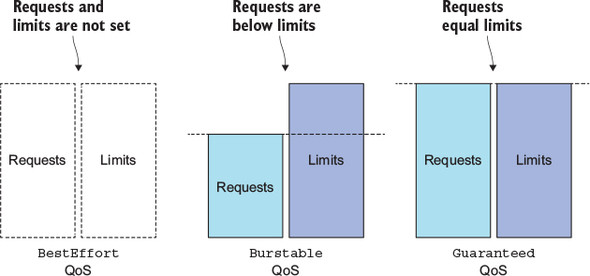 Requests and
limits are not set
Requests are
below limits
Requests
equal limits
Requests
Limits
Requests
Limits
Requests
Limits
BestEffort
QoS
Burstable
QoS
Guaranteed
QoS